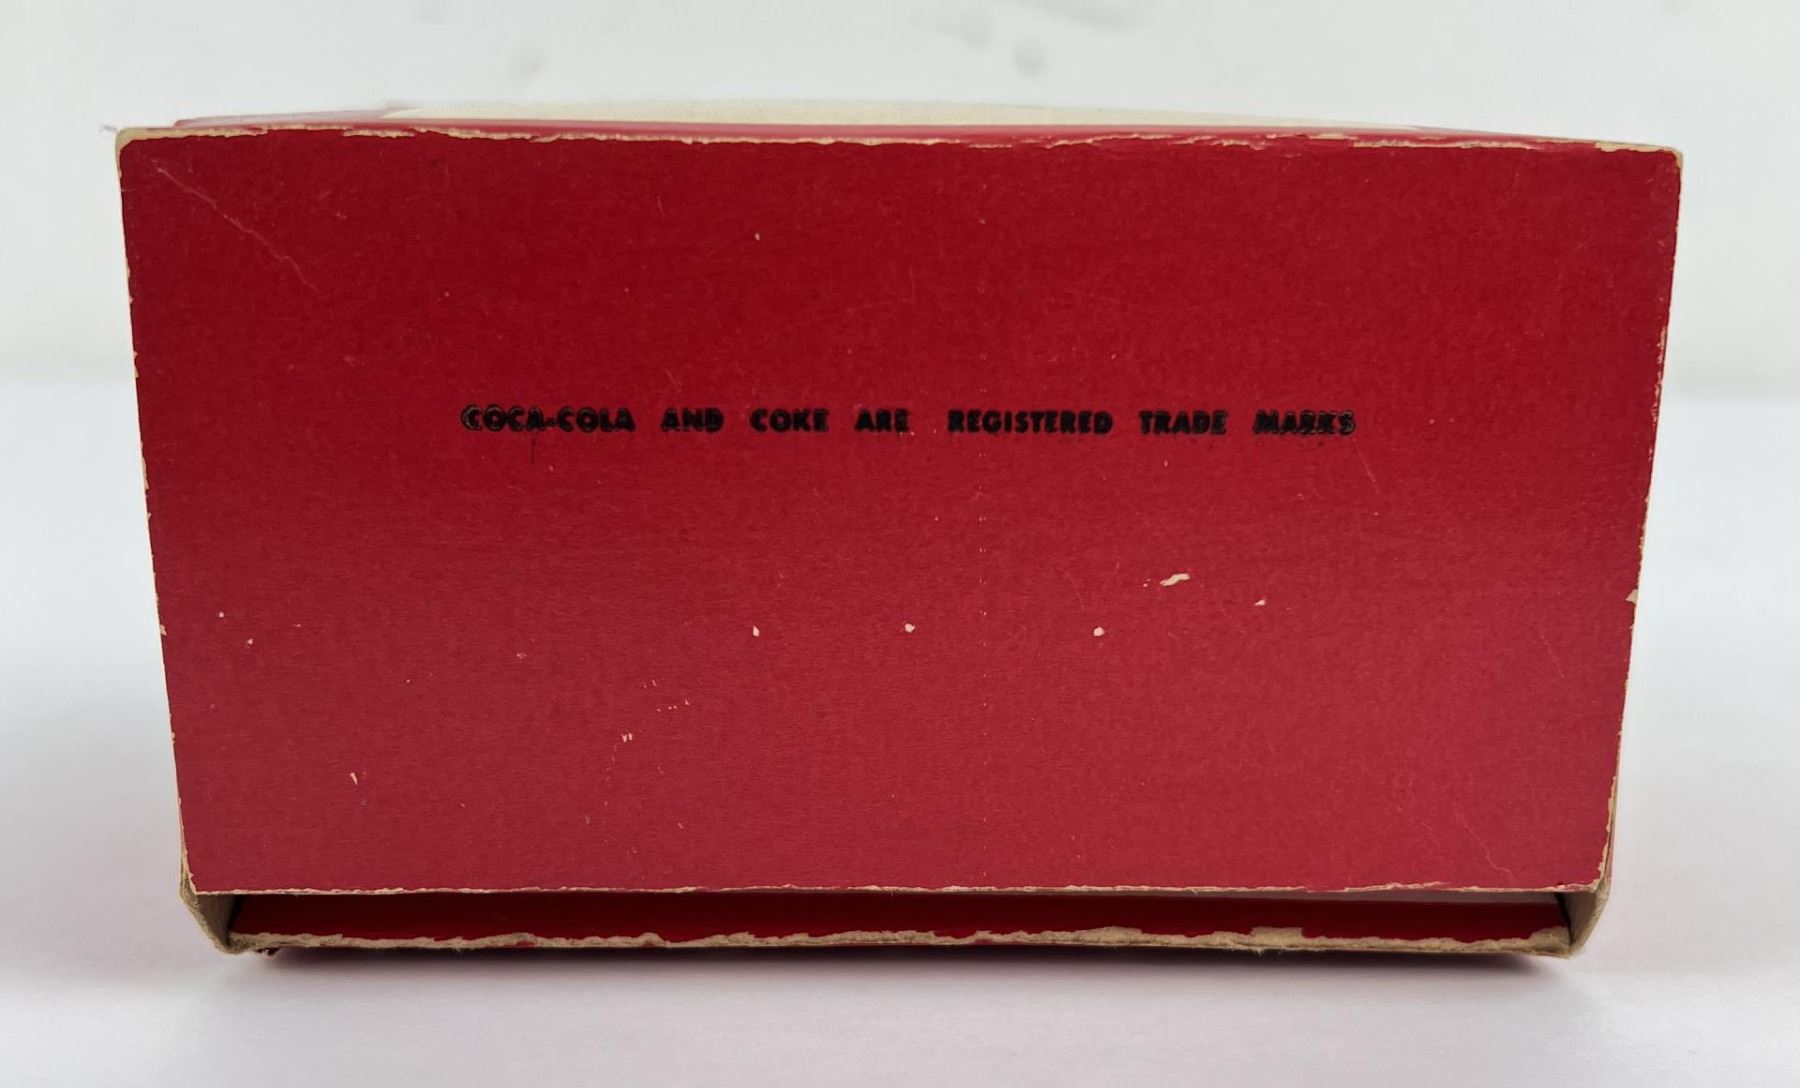 COCA-COLA AND COKE ARE REGISTERED TRADE MARKS